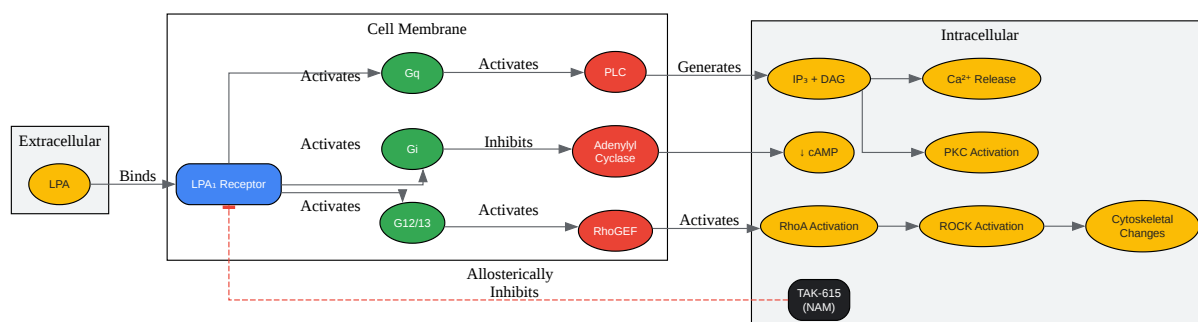 Cell Membrane
Intracellular
Extracellular
LPA
Binds
LPA₁ Receptor
Activates
Gq
Activates
PLC
Generates
IP₃ + DAG
Ca²⁺ Release
PKC Activation
Activates
Gi
Inhibits
Adenylyl
Cyclase
↓ cAMP
Activates
G12/13
Activates
RhoGEF
Activates
RhoA Activation
ROCK Activation
Cytoskeletal
Changes
Allosterically
Inhibits
TAK-615
(NAM)